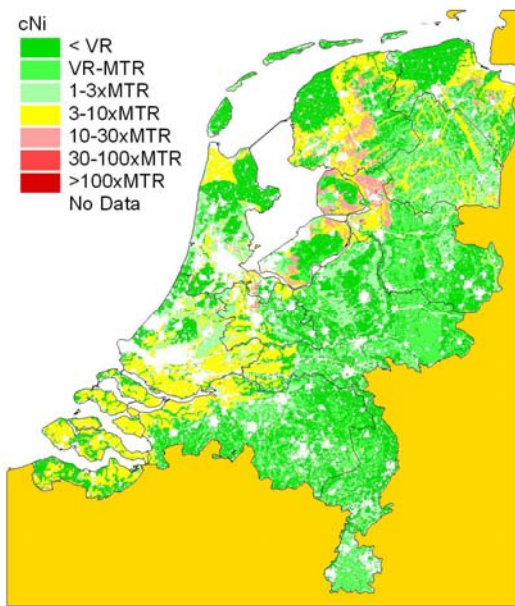 cNi
< VR
VR-MTR
1-3xMTR
3-10xMTR
10-30xMTR
30-100xMTR
>100xMTR
No Data